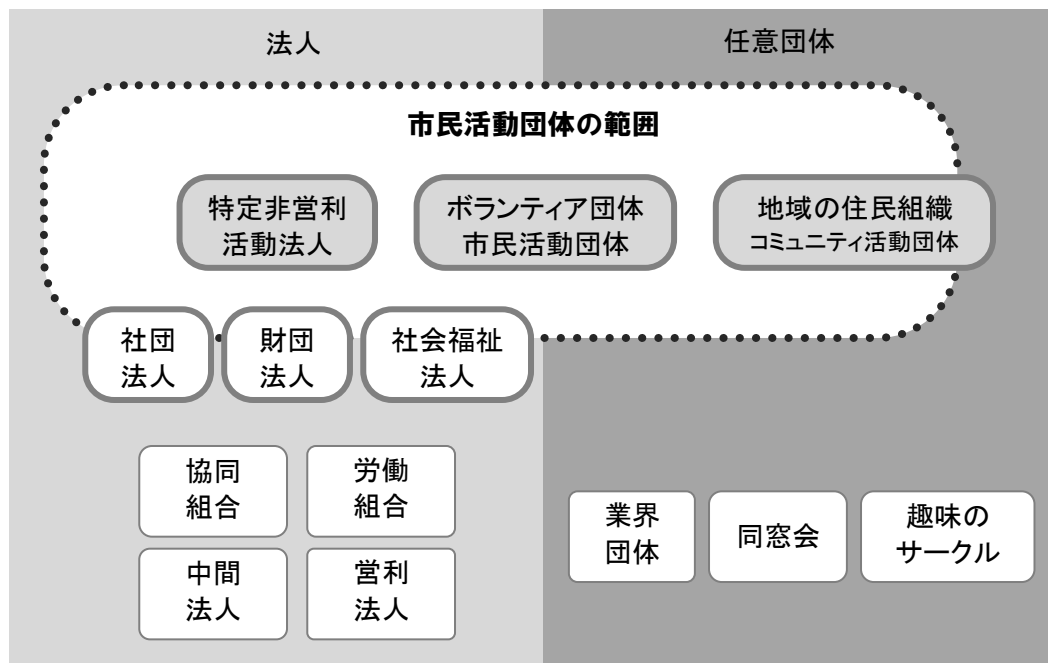 法人
任意団体
市民活動団体の範囲
特定非営利
活動法人
ボランティア団体
市民活動団体
地域の住民組織
コミュニティ活動団体
社団
法人
財団
法人
社会福祉
法人
協同
組合
労働
組合
中間
法人
営利
法人
業界
団体
同窓会
趣味の
サークル